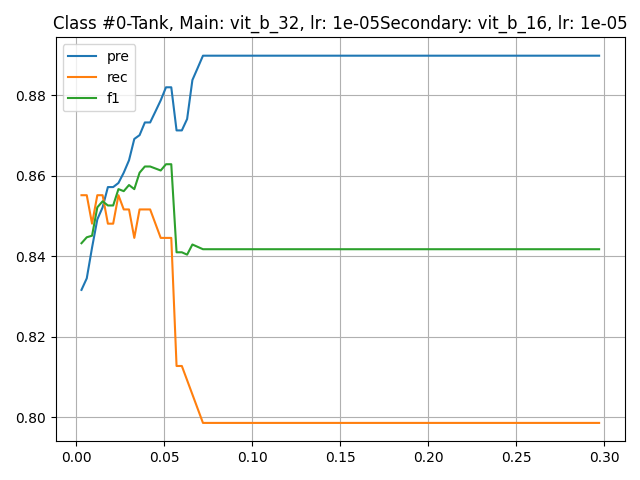 Class #0-Tank, Main: vit_b_32, lr: 1e-05Secondary: vit_b_16, lr: 1e-05
pre
rec
f1
0.88
0.86
0.84
0.82
0.80
0.00 0.05 0.10 0.15 0.20 0.25 0.30